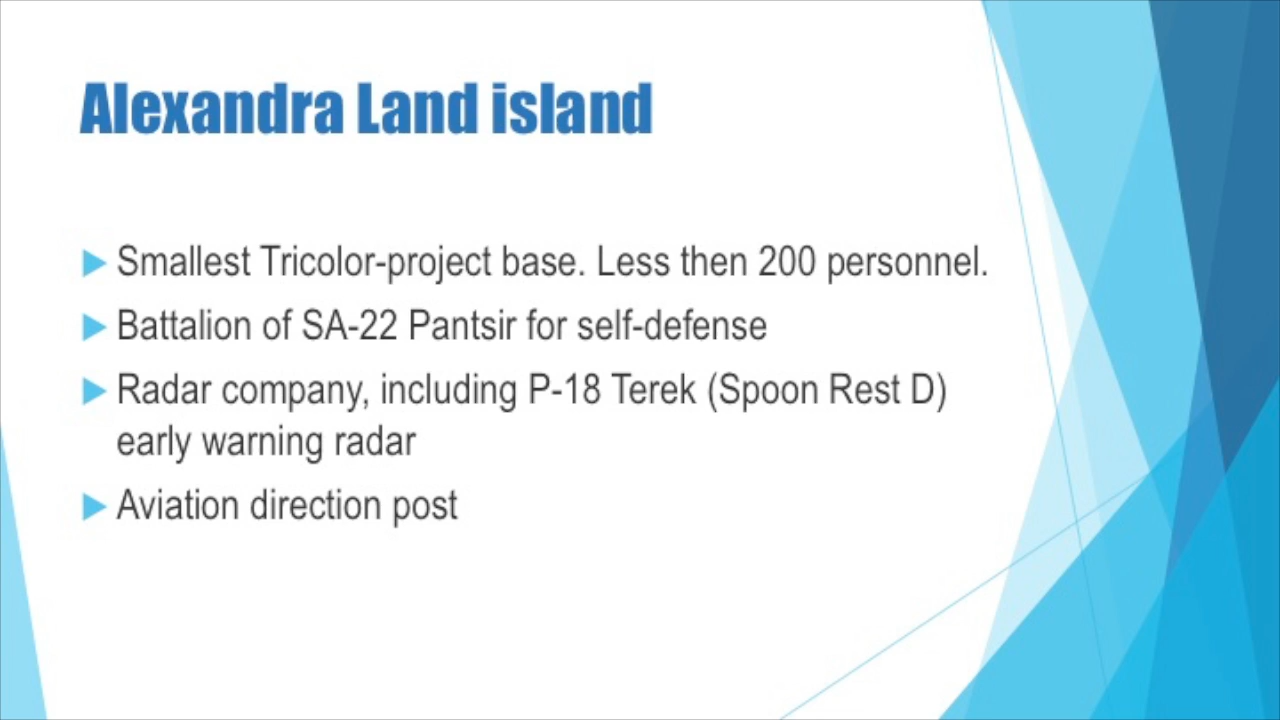 Alexandra Land island
Smallest Tricolor-project base. Less then 200 personnel.
Battalion of SA-22 Pantsir for self-defense
Radar company, including P-18 Terek (Spoon Rest D)
early warning radar
Aviation direction post